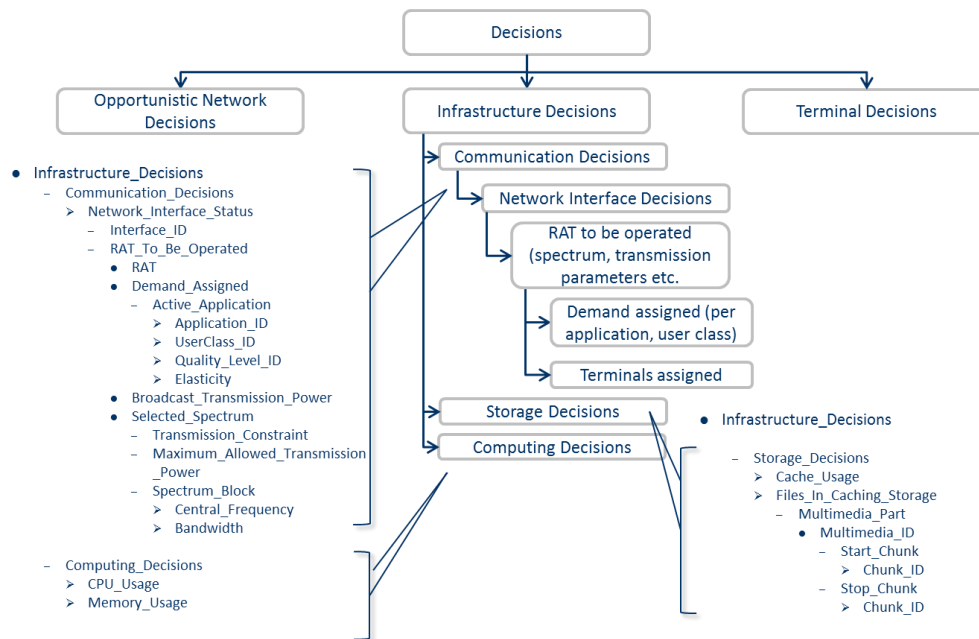 Decisions
Opportunistic Network
Decisions
Infrastructure Decisions
Terminal Decisions
Communication Decisions
Network Interface Decisions
RAT to be operated
(spectrum, transmission
parameters etc.
Demand assigned (per
application, user class)
Terminals assigned
Storage Decisions
Computing Decisions
● Infrastructure_Decisions
– Communication_Decisions
➢ Network_Interface_Status
– Interface_ID
– RAT_To_Be_Operated
● RAT
● Demand_Assigned
– Active_Application
➢ Application_ID
➢ UserClass_ID
➢ Quality_Level_ID
➢ Elasticity
● Broadcast_Transmission_Power
● Selected_Spectrum
– Transmission_Constraint
– Maximum_Allowed_Transmission
_Power
– Spectrum_Block
➢ Central_Frequency
➢ Bandwidth
– Computing_Decisions
➢ CPU_Usage
➢ Memory_Usage
● Infrastructure_Decisions
– Storage_Decisions
➢ Cache_Usage
➢ Files_In_Caching_Storage
– Multimedia_Part
● Multimedia_ID
– Start_Chunk
➢ Chunk_ID
– Stop_Chunk
➢ Chunk_ID